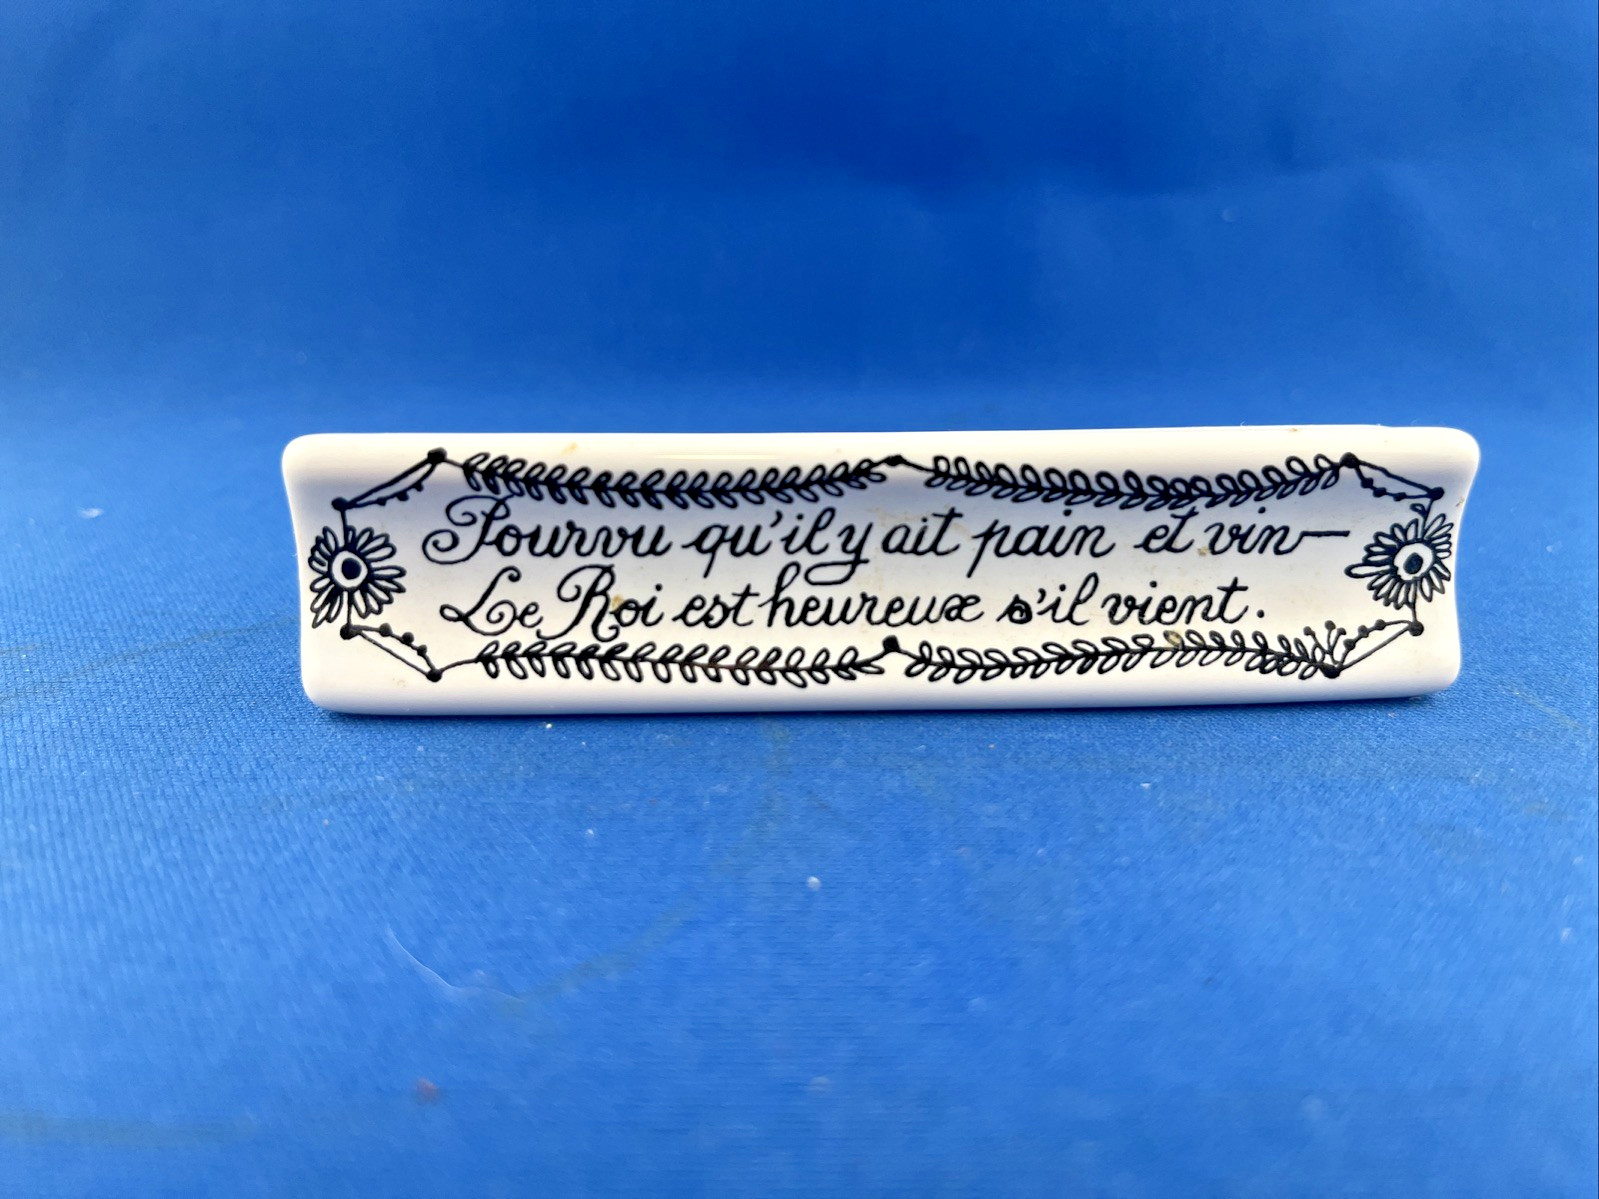 Pourvu qu'il y ait pain et vin—
Le Roi est heureux s'il vient.